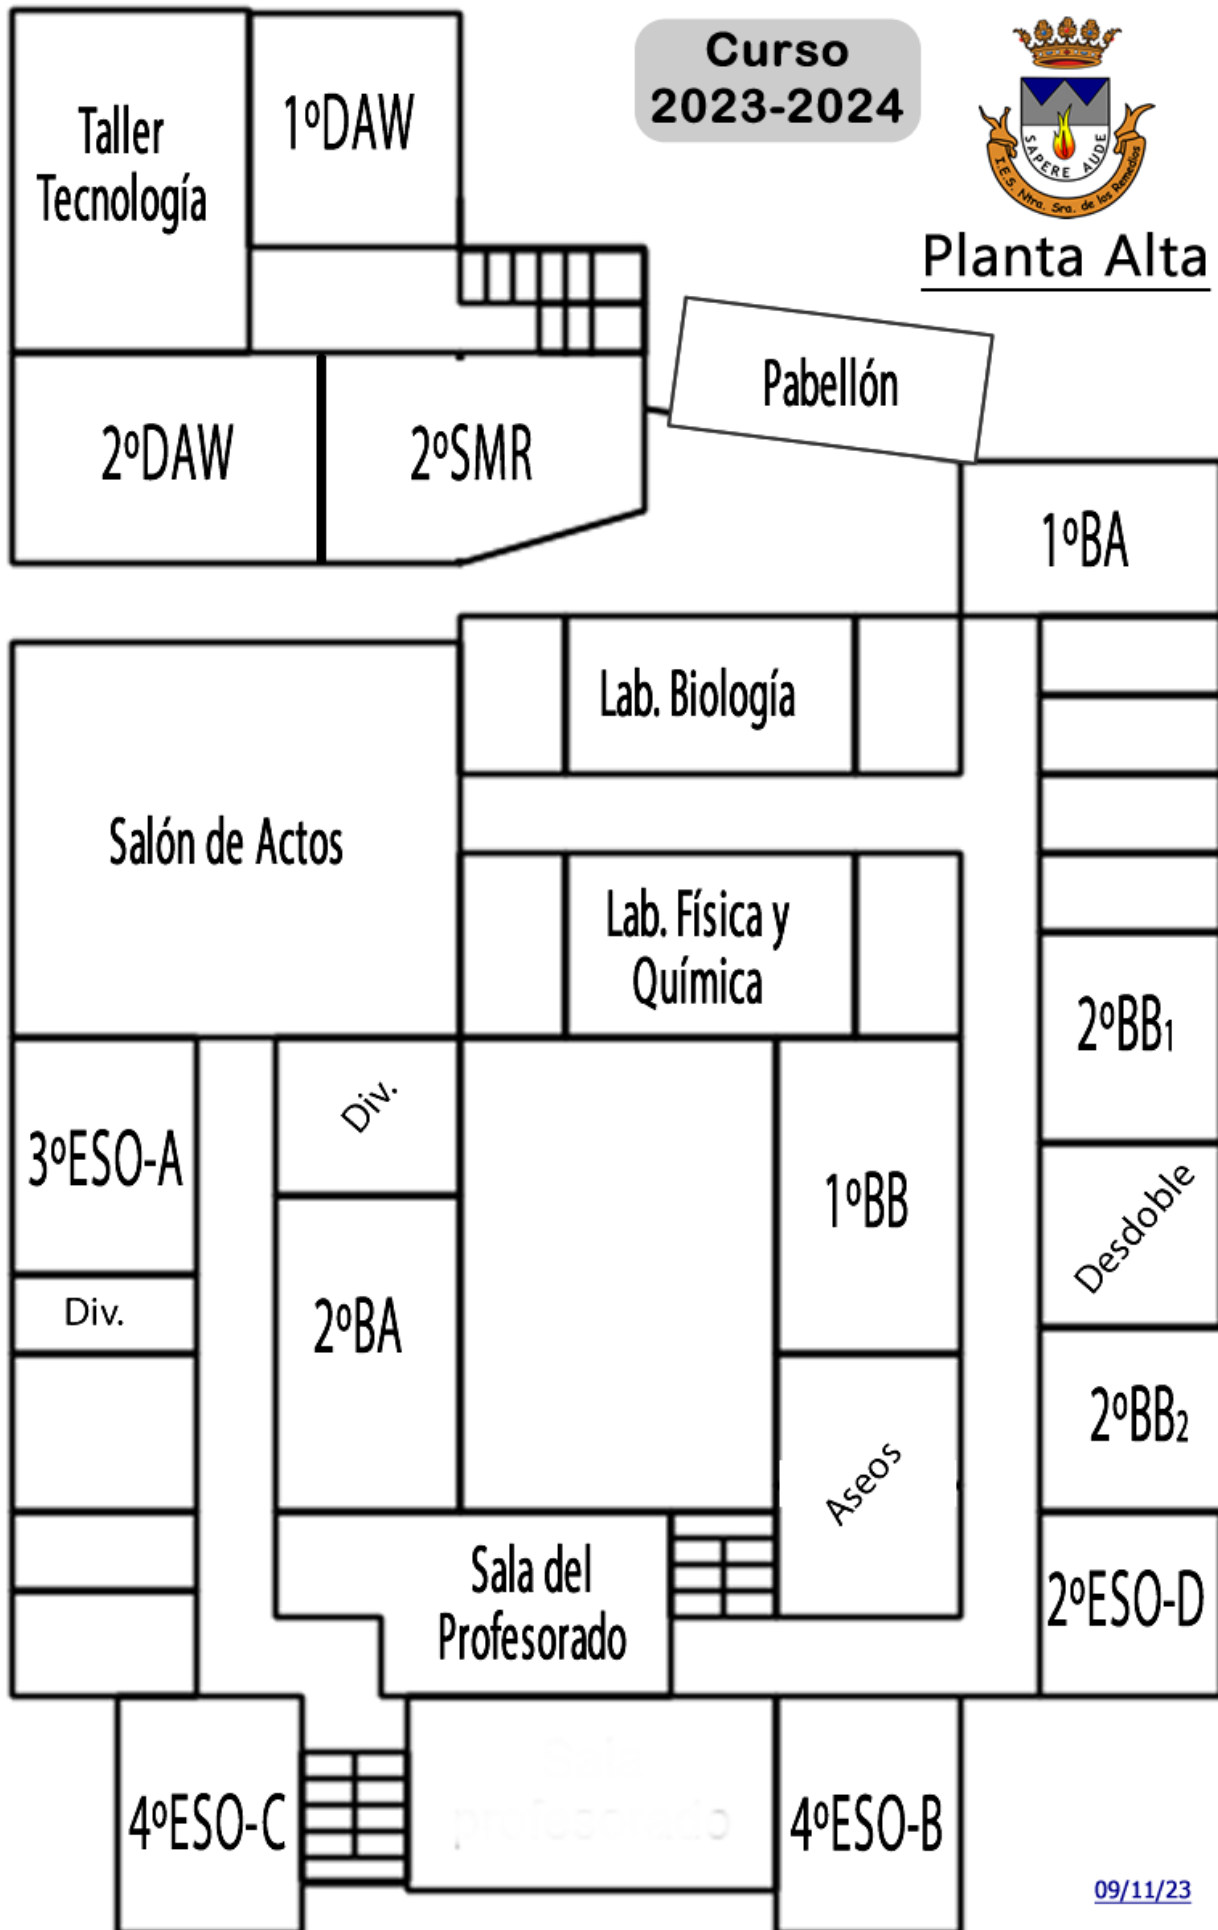 Curso
2023-2024
SAPERE AUDE
I.E.S. Ntra. Sra. de los Remedios
Planta Alta
Taller
Tecnología
1ºDAW
Pabellón
2ºDAW
2ºSMR
1ºBA
Lab. Biología
Salón de Actos
Lab. Física y
Química
2ºBB1
Div.
3ºESO-A
1ºBB
Desdoble
Div.
2ºBA
2ºBB2
Aseos
Sala del
Profesorado
2ºESO-D
Sala
profesorado
4ºESO-C
4ºESO-B
09/11/23